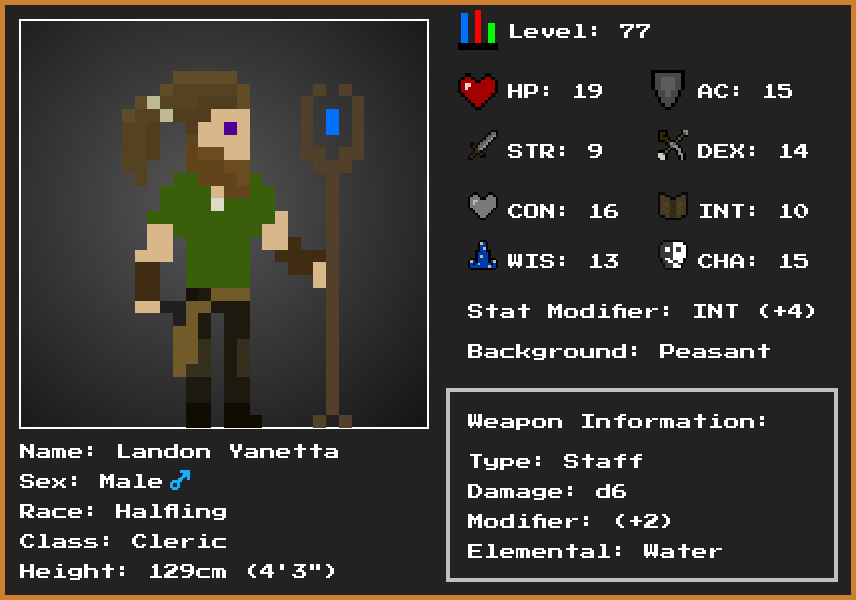 Level: 77
HP: 19 AC: 15
STR: 9 DEX: 14
CON: 16 INT: 10
WIS: 13 CHA: 15
Stat Modifier: INT (+4)
Background: Peasant
Weapon Information:
Type: Staff
Damage: d6
Modifier: (+2)
Elemental: Water
Name: Landon Yanetta
Sex: Male ♂
Race: Halfling
Class: Cleric
Height: 129cm (4'3")